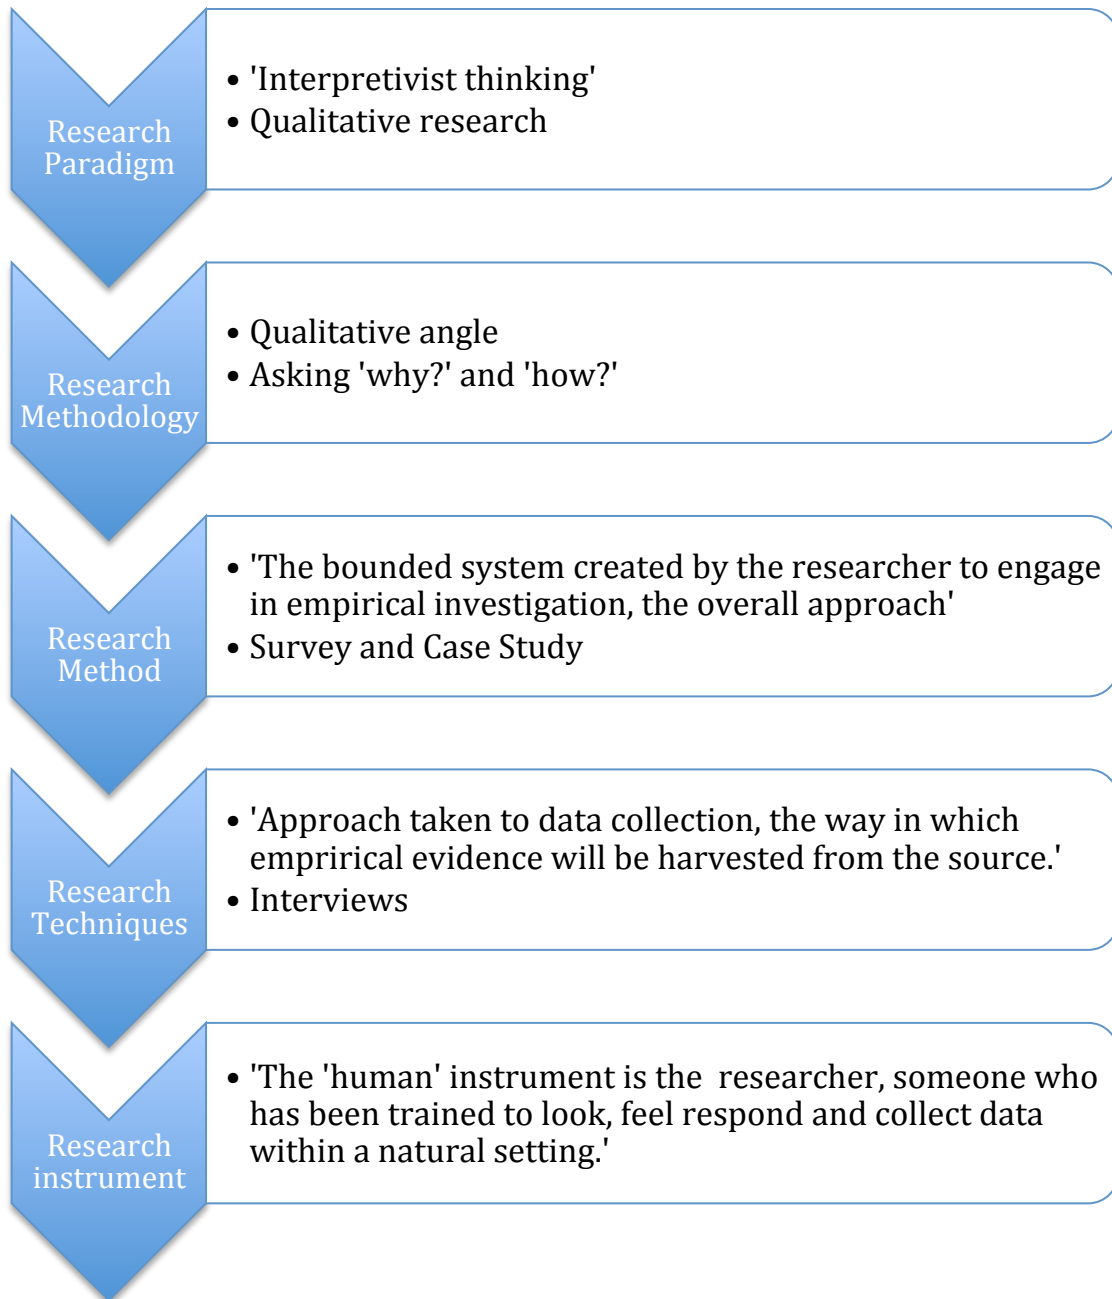 Research
Paradigm
• 'Interpretivist thinking'
• Qualitative research
Research
Methodology
• Qualitative angle
• Asking 'why?' and 'how?'
Research
Method
• 'The bounded system created by the researcher to engage
in empirical investigation, the overall approach'
• Survey and Case Study
Research
Techniques
• 'Approach taken to data collection, the way in which
emprirical evidence will be harvested from the source.'
• Interviews
Research
instrument
• 'The 'human' instrument is the  researcher, someone who
has been trained to look, feel respond and collect data
within a natural setting.'